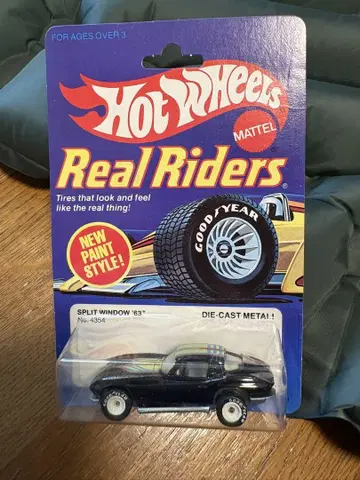 FOR AGES OVER 3
HOT WHEELS
MATTEL
Real Riders®
Tires that look and feel
like the real thing!
GOODYEAR
NEW
PAINT
STYLE!
SPLIT WINDOW '63"
No. 4354
DIE-CAST METAL!